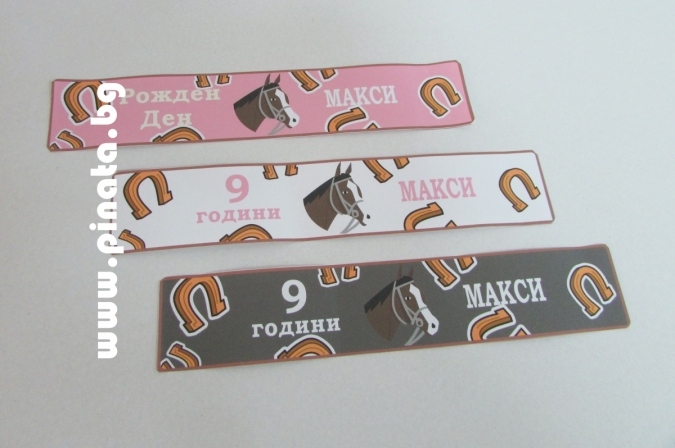 Рожден
Ден
МАКСИ
9
години
МАКСИ
9
години
МАКСИ
www.pinata.bg